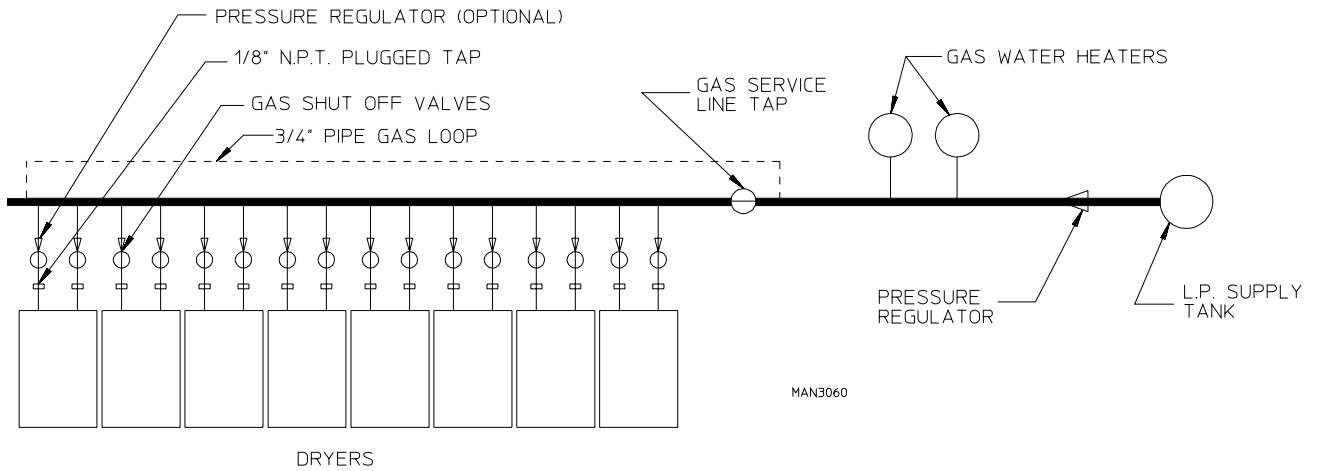 PRESSURE REGULATOR (OPTIONAL)
1/8" N.P.T. PLUGGED TAP
GAS SHUT OFF VALVES
3/4" PIPE GAS LOOP
GAS SERVICE
LINE TAP
GAS WATER HEATERS
PRESSURE
REGULATOR
L.P. SUPPLY
TANK
MAN3060
DRYERS